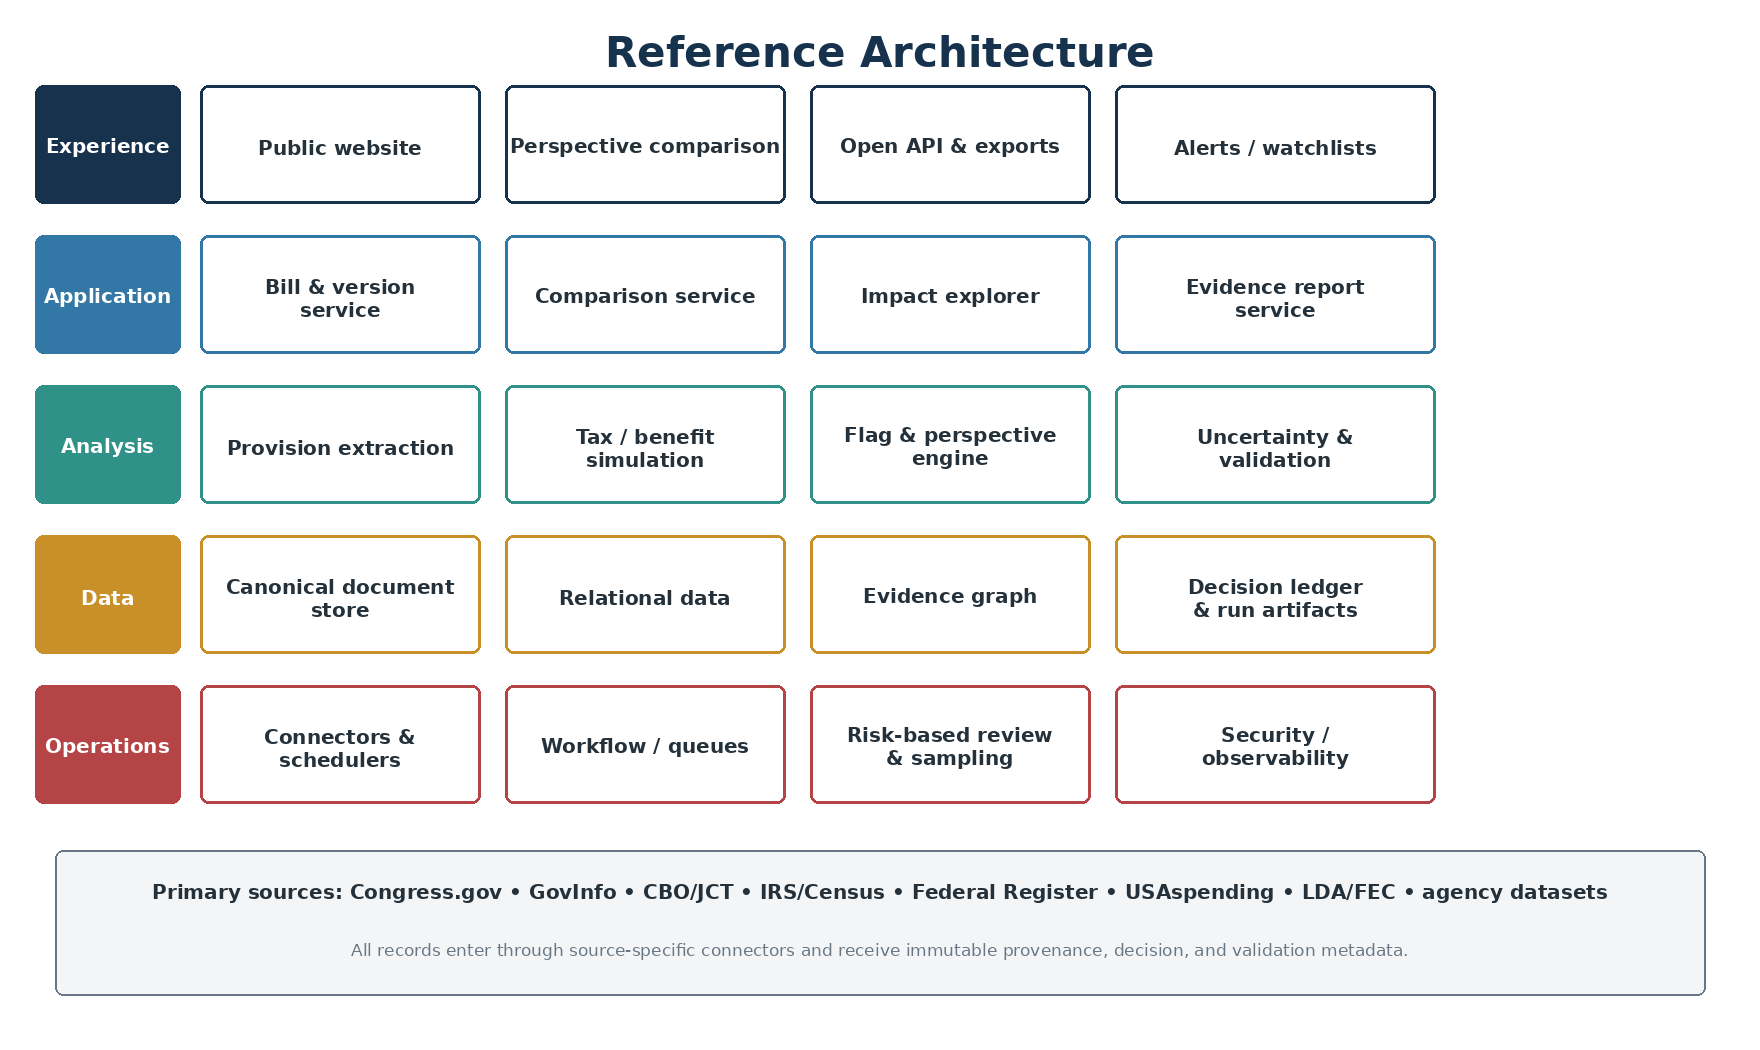 Reference Architecture
Experience
Public website
Perspective comparison
Open API & exports
Alerts / watchlists
Application
Bill & version
service
Comparison service
Impact explorer
Evidence report
service
Analysis
Provision extraction
Tax / benefit
simulation
Flag & perspective
engine
Uncertainty &
validation
Data
Canonical document
store
Relational data
Evidence graph
Decision ledger
& run artifacts
Operations
Connectors &
schedulers
Workflow / queues
Risk-based review
& sampling
Security /
observability
Primary sources: Congress.gov • GovInfo • CBO/JCT • IRS/Census • Federal Register • USAspending • LDA/FEC • agency datasets
All records enter through source-specific connectors and receive immutable provenance, decision, and validation metadata.